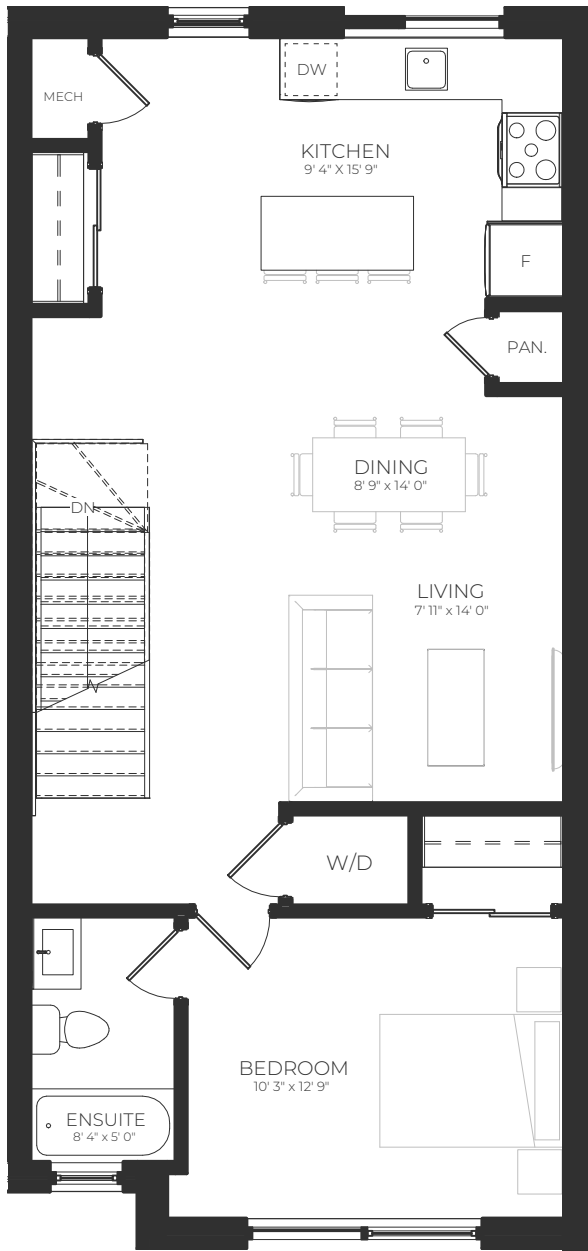 DW
MECH
KITCHEN
9' 4" X 15' 9"
F
PAN.
DINING
8' 9" x 14' 0"
DN
LIVING
7' 11" x 14' 0"
W/D
BEDROOM
10' 3" x 12' 9"
ENSUITE
8' 4" x 5' 0"